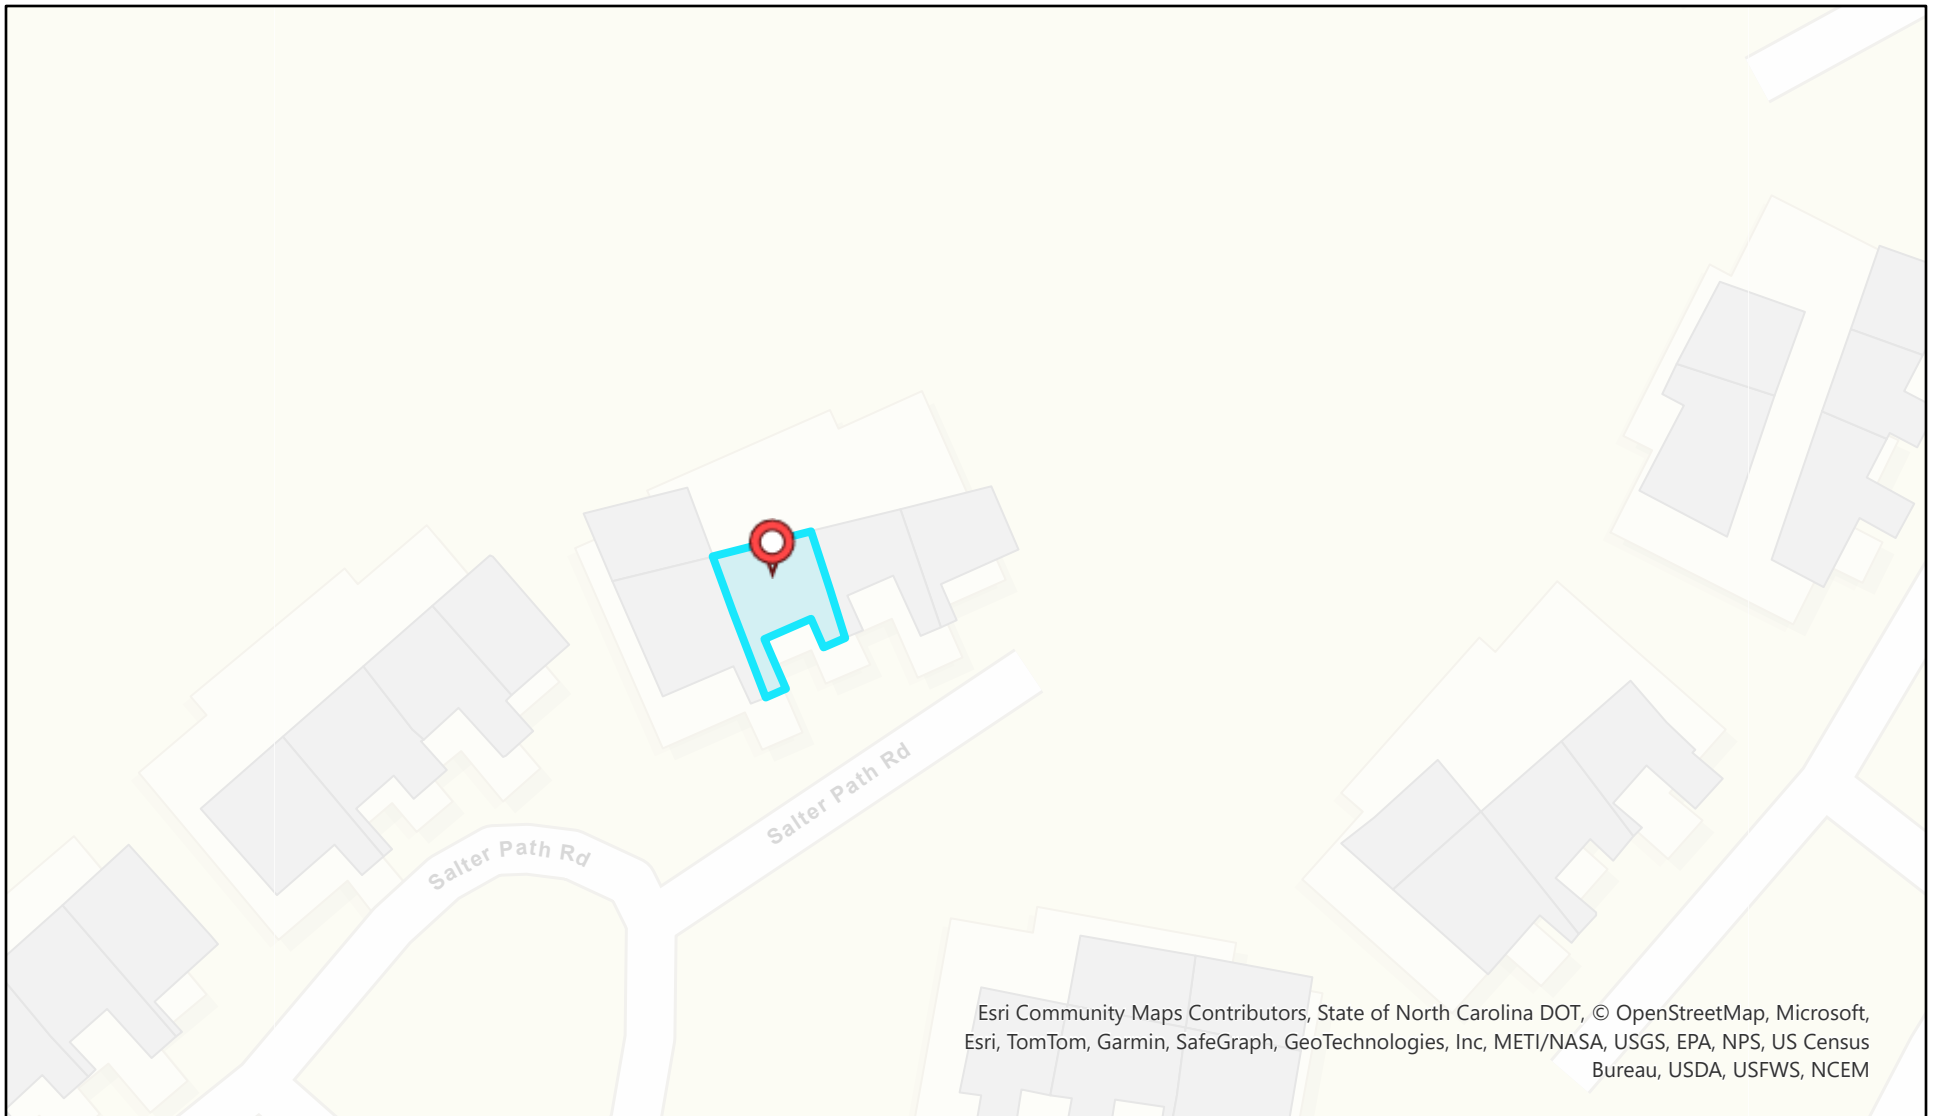 Salter Path Rd
Salter Path Rd
Esri Community Maps Contributors, State of North Carolina DOT, © OpenStreetMap, Microsoft,
Esri, TomTom, Garmin, SafeGraph, GeoTechnologies, Inc, METI/NASA, USGS, EPA, NPS, US Census
Bureau, USDA, USFWS, NCEM